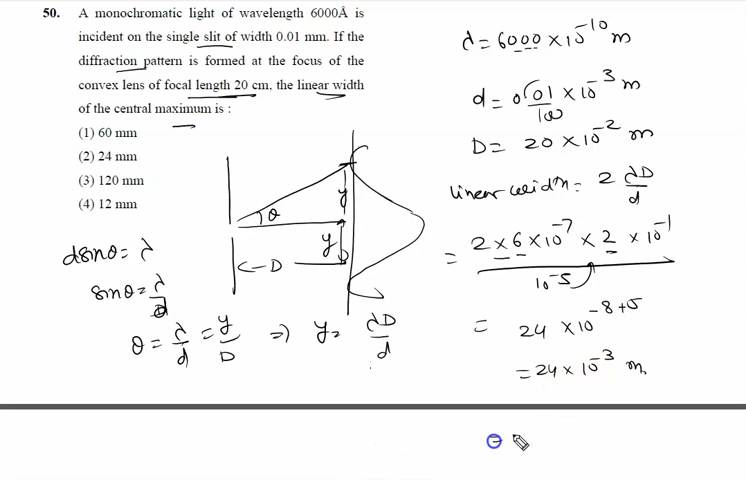 50. A monochromatic light of wavelength 6000Å is
incident on the single slit of width 0.01 mm. If the
diffraction pattern is formed at the focus of the
convex lens of focal length 20 cm, the linear width
of the central maximum is :
(1) 60 mm
(2) 24 mm
(3) 120 mm
(4) 12 mm
θ
y
y
D
d sinθ = λ
sinθ = λ/d
θ = λ/d = y/D ⇒ y = λD/d
λ = 6000 × 10⁻¹⁰ m
d = 001/100 × 10⁻³ m
D = 20 × 10⁻² m
linear width = 2 λD/d
= 2 × 6 × 10⁻⁷ × 2 × 10⁻¹ / 10⁻⁵
= 24 × 10⁻⁸⁺⁵
= 24 × 10⁻³ m